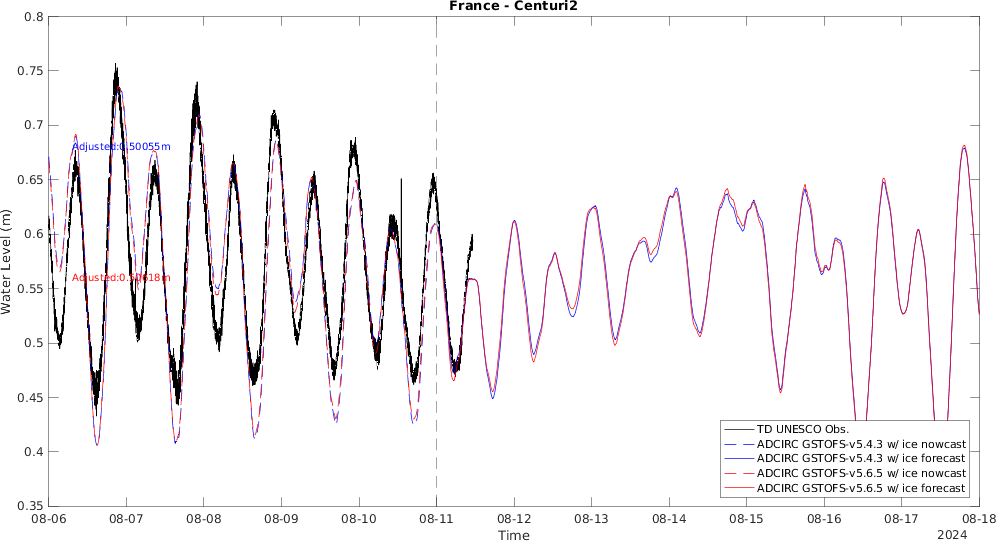 France - Centuri2
0.8
0.75
0.7
0.65
0.6
0.55
0.5
0.45
0.4
0.35
Water Level (m)
Adjusted:0.50055m
TD UNESCO Obs.
ADCIRC GSTOFS-v5.4.3 w/ ice nowcast
ADCIRC GSTOFS-v5.4.3 w/ ice forecast
ADCIRC GSTOFS-v5.6.5 w/ ice nowcast
ADCIRC GSTOFS-v5.6.5 w/ ice forecast
08-06 08-07 08-08 08-09 08-10 08-11 08-12 08-13 08-14 08-15 08-16 08-17 08-18
Time
2024